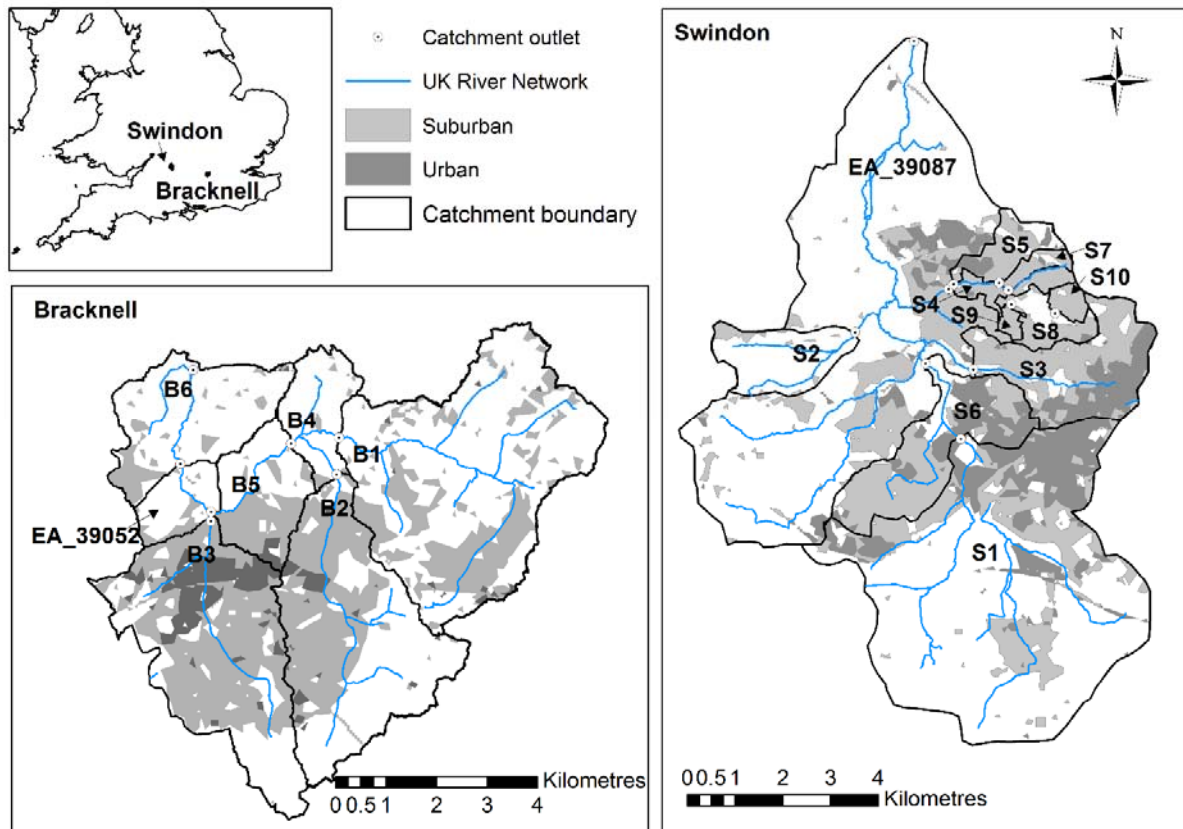 Swindon
Bracknell
Catchment outlet
UK River Network
Suburban
Urban
Catchment boundary
Bracknell
B6
B4
B1
B5
B2
EA_39052
B3
0 0.5 1 2 3 4 Kilometres
Swindon
N
EA_39087
S5
S7
S10
S4
S9
S8
S2
S3
S6
S1
0 0.5 1 2 3 4
Kilometres